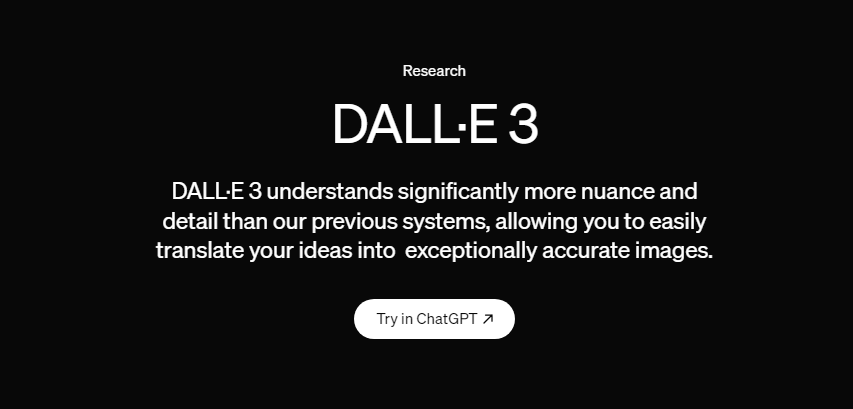 Research
DALL·E 3
DALL·E 3 understands significantly more nuance and
detail than our previous systems, allowing you to easily
translate your ideas into  exceptionally accurate images.
Try in ChatGPT ↗